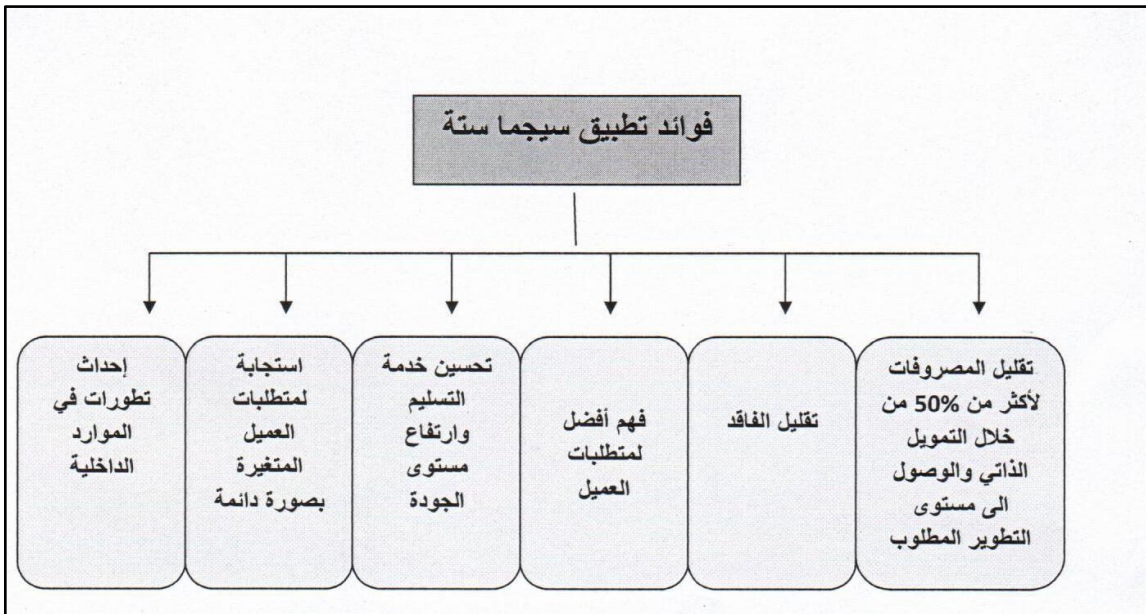 فوائد تطبيق سيجما ستة
تقليل المصروفات
لأكثر من 50% من
خلال التمويل
الذاتي والوصول
الى مستوى
التطوير المطلوب
تقليل الفاقد
فهم أفضل
لمتطلبات
العميل
تحسين خدمة
التسليم
وارتفاع
مستوى
الجودة
استجابة
لمتطلبات
العميل
المتغيرة
بصورة دائمة
إحداث
تطورات في
الموارد
الداخلية